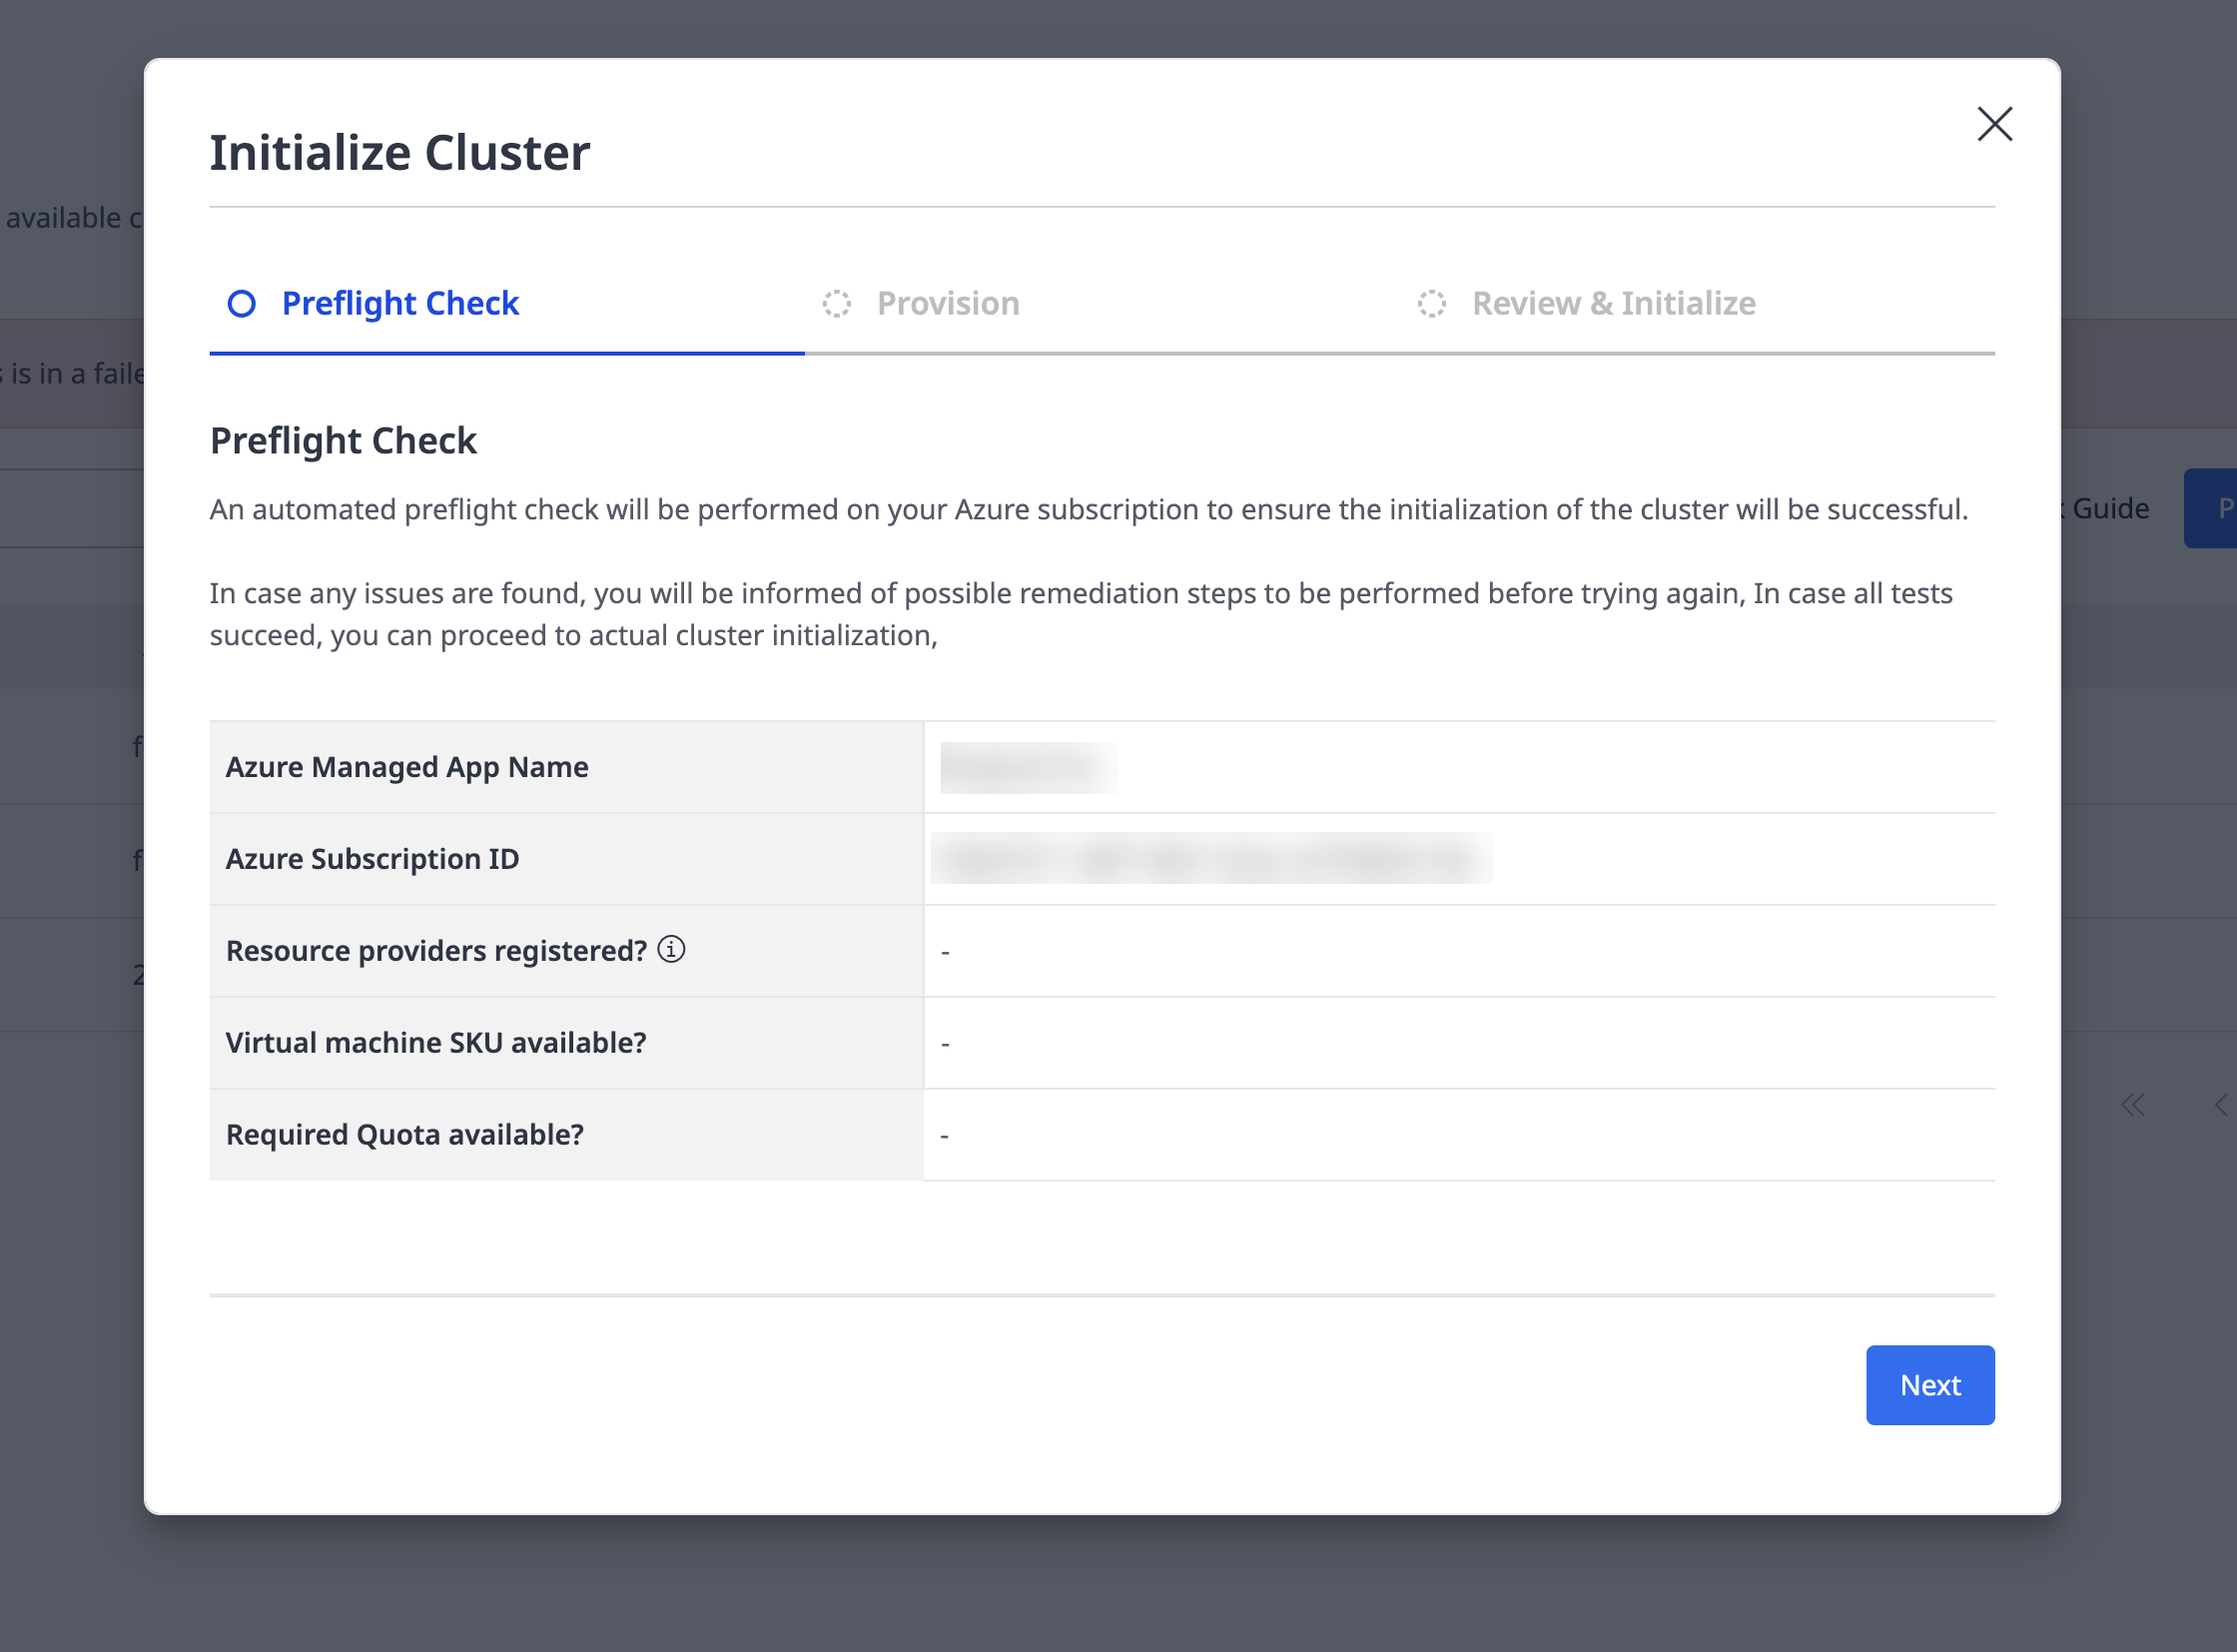 Initialize Cluster
available c
is in a faile
Preflight Check
Provision
Review & Initialize
Preflight Check
An automated preflight check will be performed on your Azure subscription to ensure the initialization of the cluster will be successful.
In case any issues are found, you will be informed of possible remediation steps to be performed before trying again, In case all tests
succeed, you can proceed to actual cluster initialization,
Guide
P
Azure Managed App Name
Azure Subscription ID
Resource providers registered?
-
Virtual machine SKU available?
-
Required Quota available?
-
f
f
2
Next